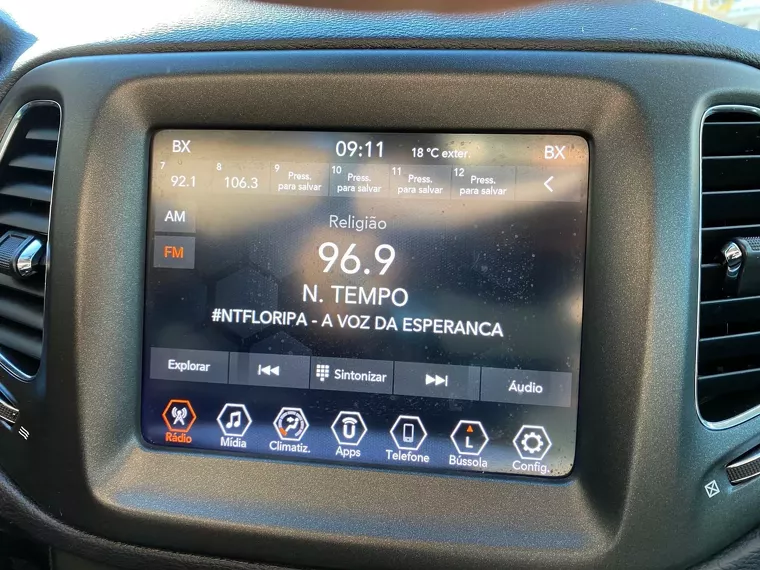 BX 09:11 18 °C exter. BX
7 8 9 10 11 12
92.1 106.3 Press. para salvar Press. para salvar Press. para salvar Press. para salvar
AM
Religião
FM
96.9
N. TEMPO
#NTFLORIPA - A VOZ DA ESPERANCA
Explorar Sintonizar Áudio
Rádio Mídia Climatiz. Apps Telefone Bússola Config.
U L